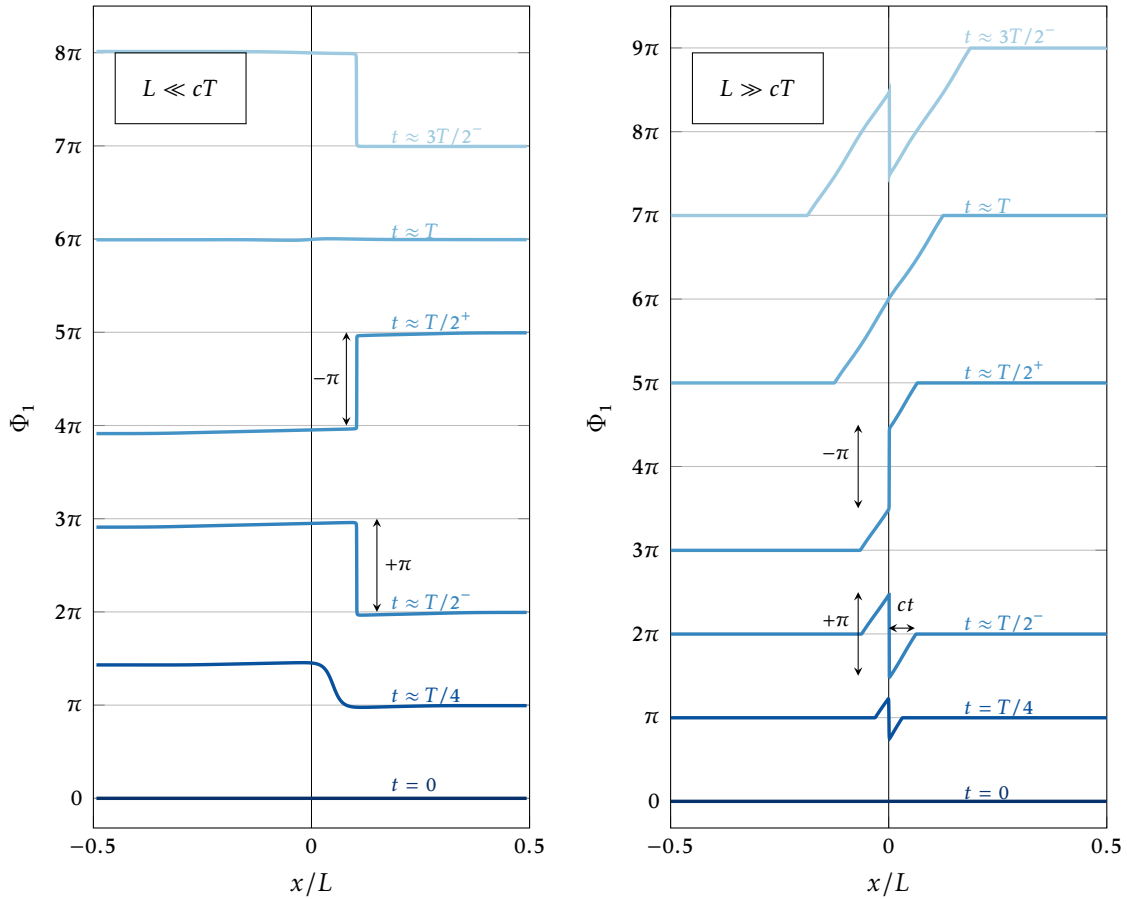 L ≪ cT
8π
7π
6π
5π
4π
3π
2π
π
0
t ≈ 3T/2⁻
t ≈ T
t ≈ T/2⁺
−π
+π
t ≈ T/2⁻
t ≈ T/4
t = 0
Φ₁
−0.5
0
0.5
x/L
L ≫ cT
9π
8π
7π
6π
5π
4π
3π
2π
π
0
t ≈ 3T/2⁻
t ≈ T
t ≈ T/2⁺
−π
+π
ct
t ≈ T/2⁻
t = T/4
t = 0
Φ₁
−0.5
0
0.5
x/L